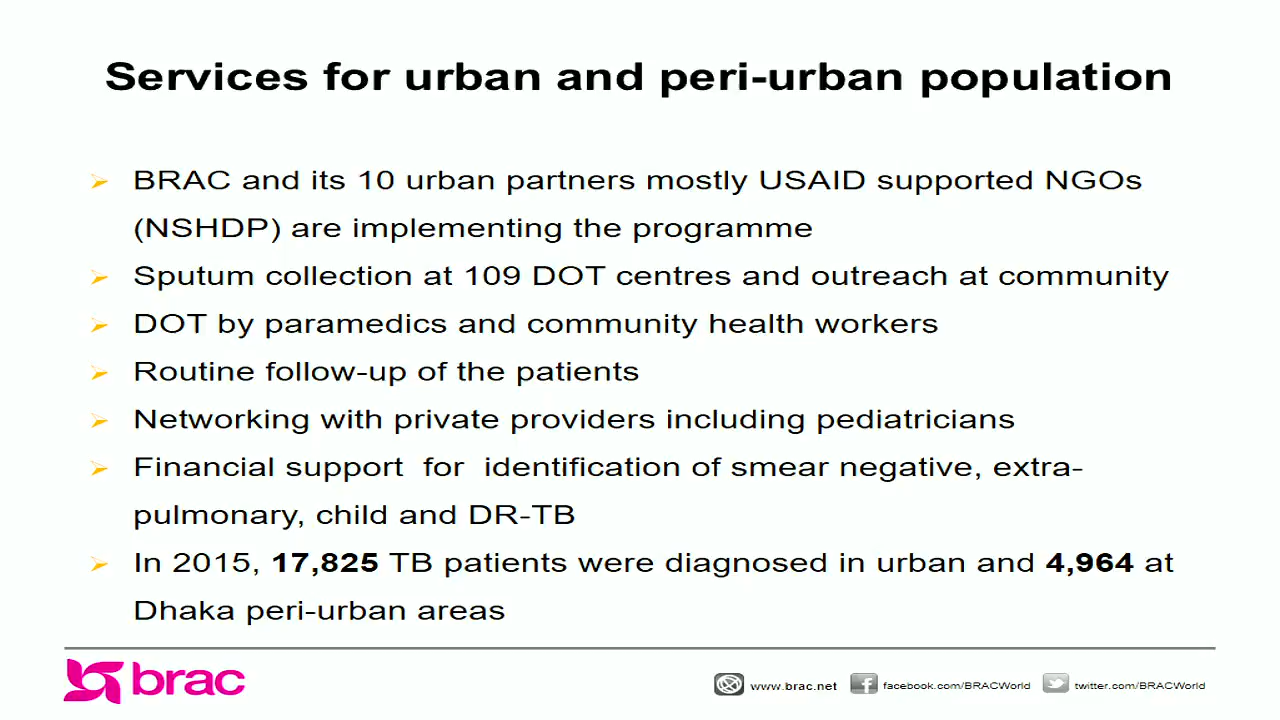 Services for urban and peri-urban population
BRAC and its 10 urban partners mostly USAID supported NGOs
(NSHDP) are implementing the programme
Sputum collection at 109 DOT centres and outreach at community
DOT by paramedics and community health workers
Routine follow-up of the patients
Networking with private providers including pediatricians
Financial support for identification of smear negative, extra-
pulmonary, child and DR-TB
In 2015, 17,825 TB patients were diagnosed in urban and 4,964 at
Dhaka peri-urban areas
brac
www.brac.net facebook.com/BRACWorld twitter.com/BRACWorld